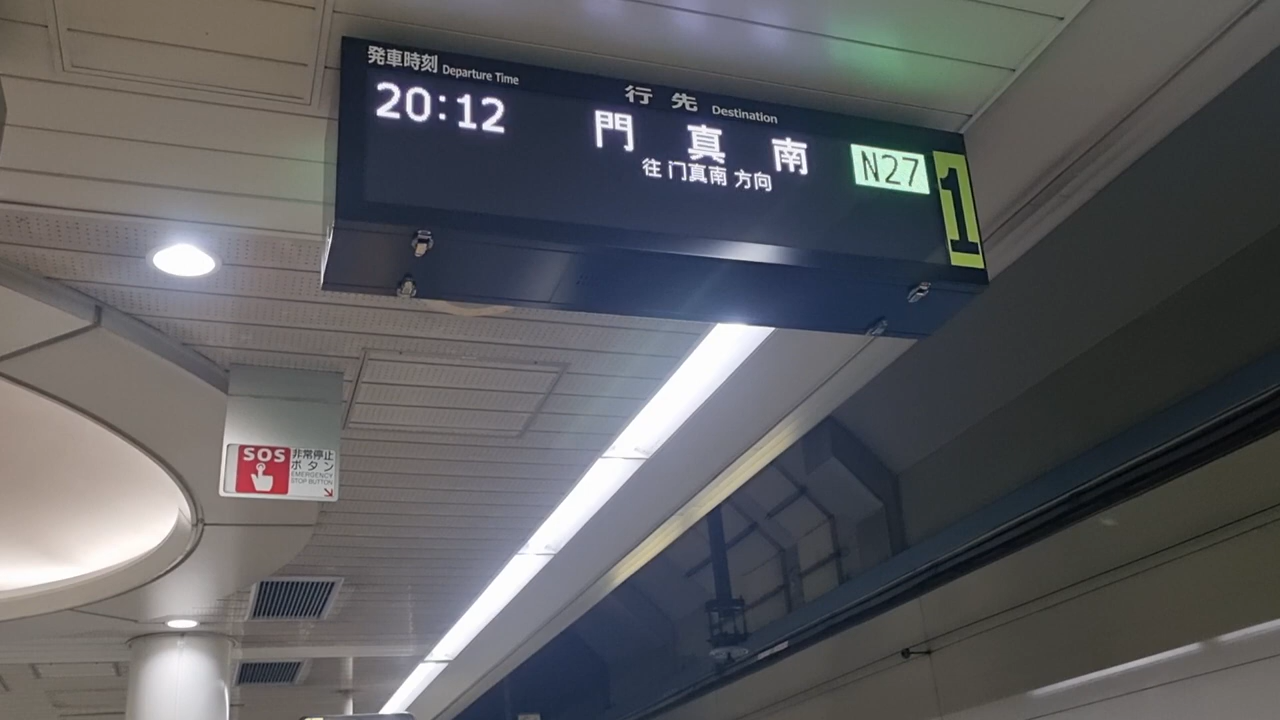 発車時刻 Departure Time
行先 Destination
20:12
門真南
N27
1
往 门真南 方向
SOS
非常停止
ボタン
EMERGENCY
STOP BUTTON